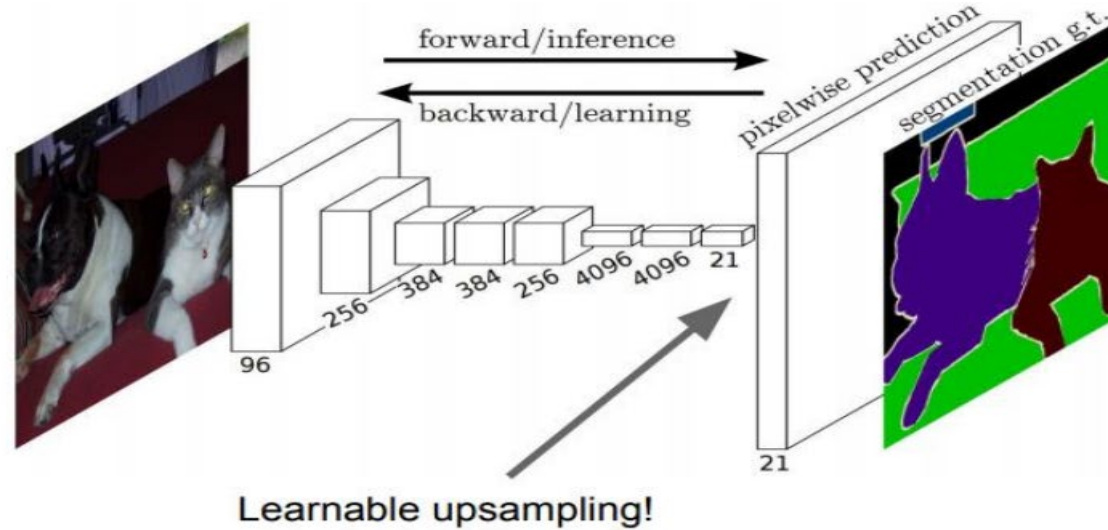 forward/inference
backward/learning
pixelwise prediction
segmentation g.t.
96
256
384
384
256
4096
4096
21
21
Learnable upsampling!